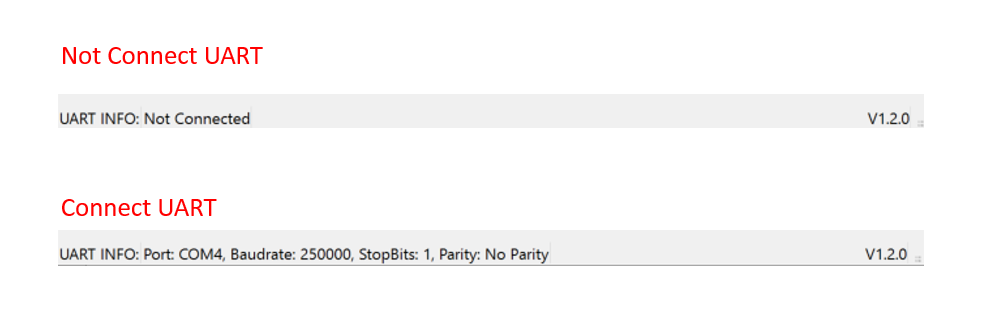 Not Connect UART
UART INFO: Not Connected V1.2.0
Connect UART
UART INFO: Port: COM4, Baudrate: 250000, StopBits: 1, Parity: No Parity V1.2.0